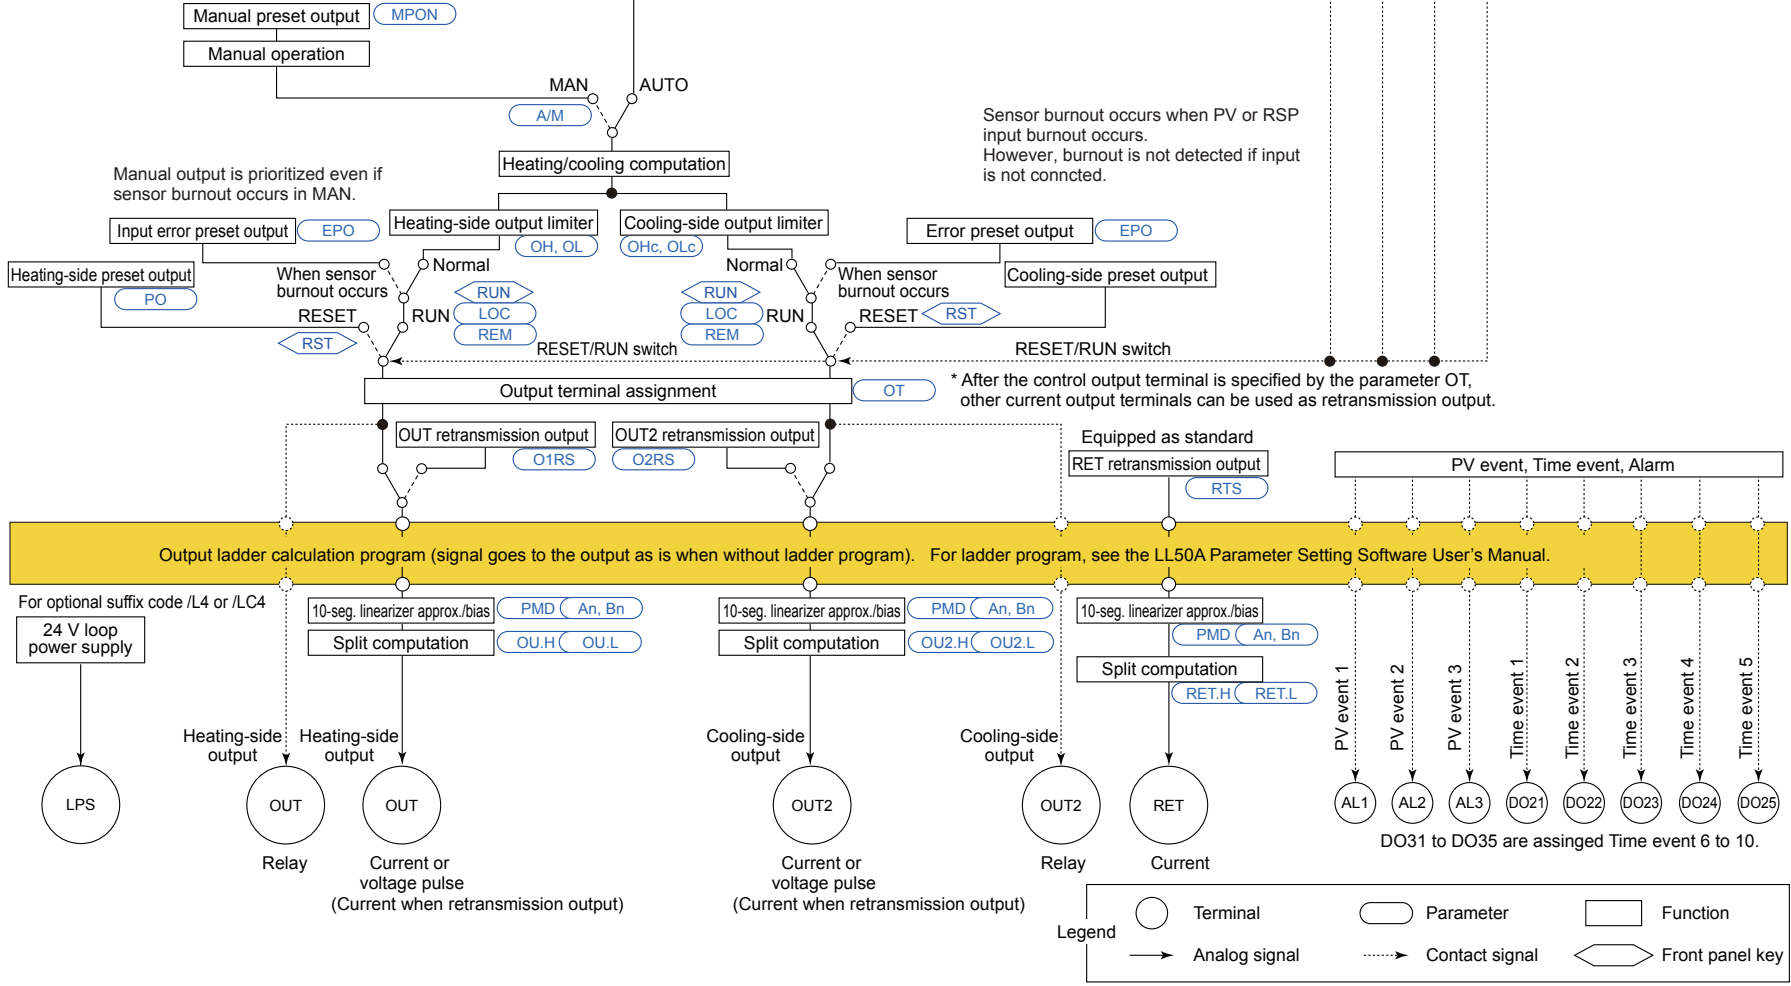 Manual preset output
MPON
Manual operation
MAN
AUTO
A/M
Sensor burnout occurs when PV or RSP
input burnout occurs.
However, burnout is not detected if input
is not conncted.
Heating/cooling computation
Manual output is prioritized even if
sensor burnout occurs in MAN.
Input error preset output
EPO
Heating-side output limiter
OH, OL
Cooling-side output limiter
OHc, OLc
Error preset output
EPO
Heating-side preset output
PO
When sensor
burnout occurs
Normal
Normal
When sensor
burnout occurs
Cooling-side preset output
RESET
RST
RUN
RUN
LOC
REM
RUN
LOC
REM
RUN
RESET
RST
RESET/RUN switch
RESET/RUN switch
Output terminal assignment
OT
* After the control output terminal is specified by the parameter OT,
other current output terminals can be used as retransmission output.
OUT retransmission output
O1RS
OUT2 retransmission output
O2RS
Equipped as standard
RET retransmission output
RTS
PV event, Time event, Alarm
Output ladder calculation program (signal goes to the output as is when without ladder program). For ladder program, see the LL50A Parameter Setting Software User's Manual.
For optional suffix code /L4 or /LC4
24 V loop
power supply
10-seg. linearizer approx./bias
PMD
An, Bn
Split computation
OU.H
OU.L
10-seg. linearizer approx./bias
PMD
An, Bn
Split computation
OU2.H
OU2.L
10-seg. linearizer approx./bias
PMD
An, Bn
Split computation
RET.H
RET.L
PV event 1
PV event 2
PV event 3
Time event 1
Time event 2
Time event 3
Time event 4
Time event 5
Heating-side
output
Heating-side
output
Cooling-side
output
Cooling-side
output
LPS
OUT
OUT
OUT2
OUT2
RET
AL1
AL2
AL3
DO21
DO22
DO23
DO24
DO25
DO31 to DO35 are assinged Time event 6 to 10.
Relay
Current or
voltage pulse
(Current when retransmission output)
Current or
voltage pulse
(Current when retransmission output)
Relay
Current
Legend
Terminal
Parameter
Function
Analog signal
Contact signal
Front panel key